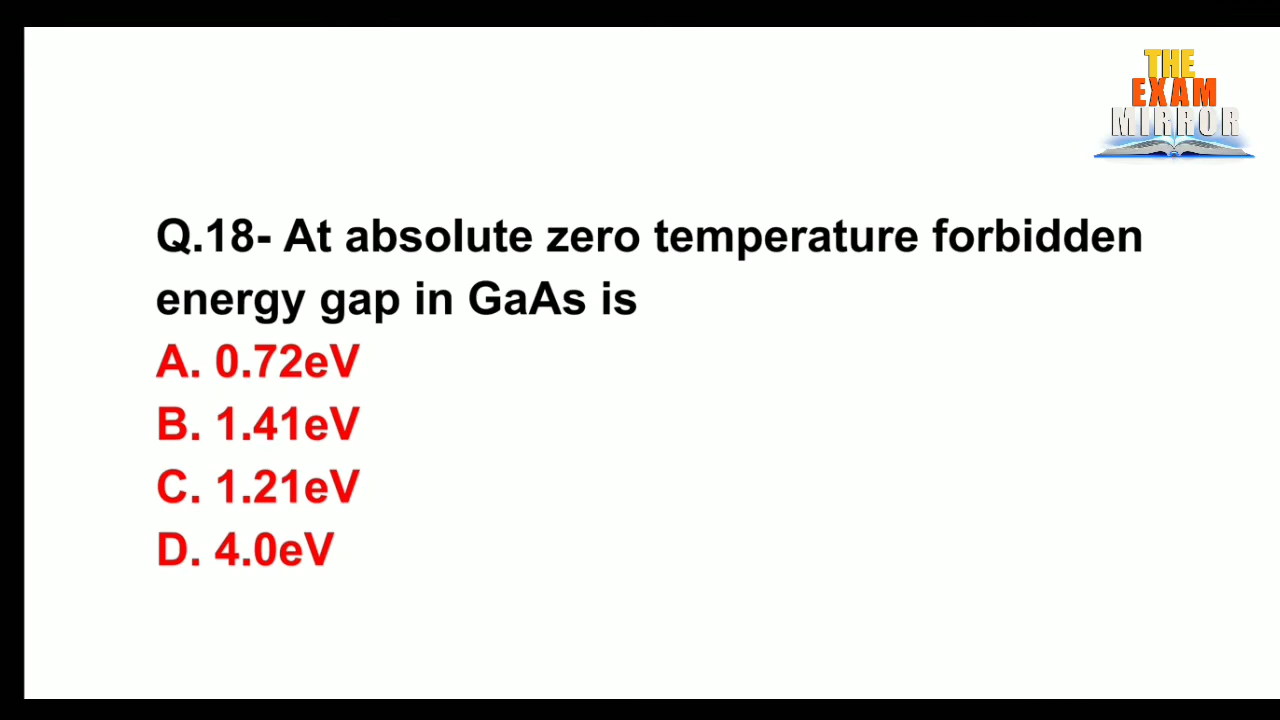 THE
EXAM
MIRROR
Q.18- At absolute zero temperature forbidden
energy gap in GaAs is
A. 0.72eV
B. 1.41eV
C. 1.21eV
D. 4.0eV